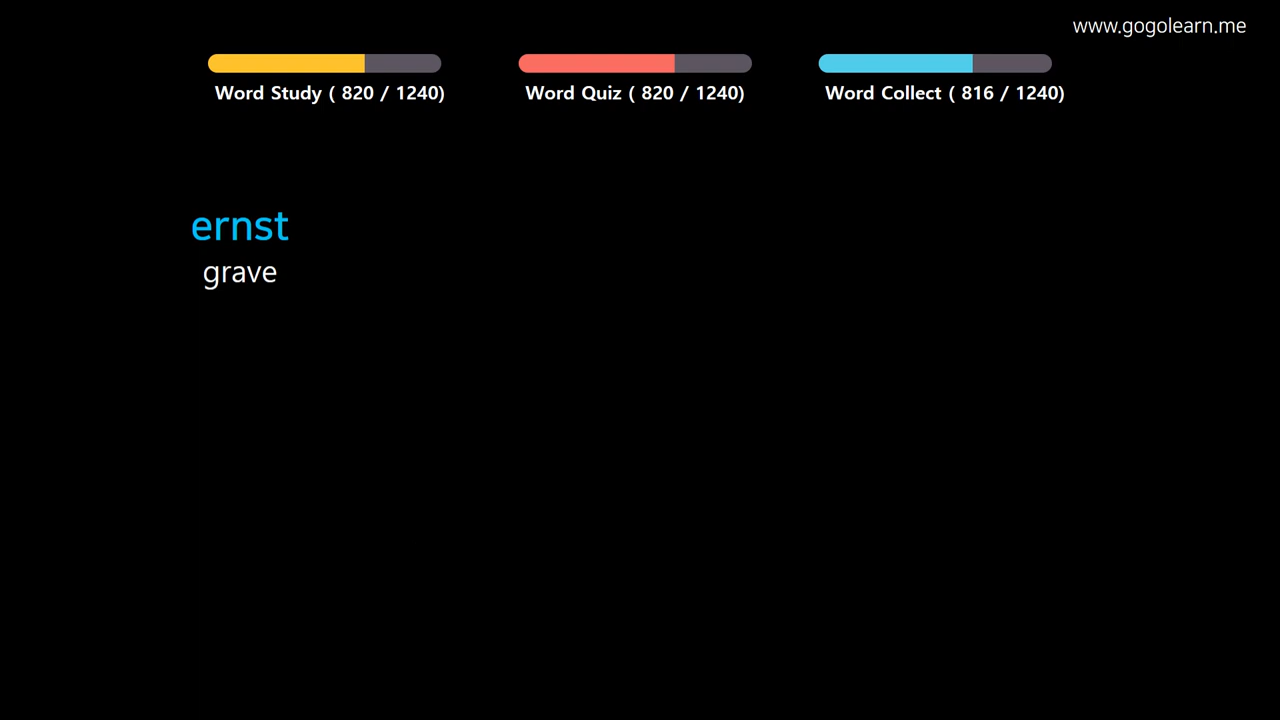 www.gogolearn.me
Word Study ( 820 / 1240)
Word Quiz ( 820 / 1240)
Word Collect ( 816 / 1240)
ernst
grave